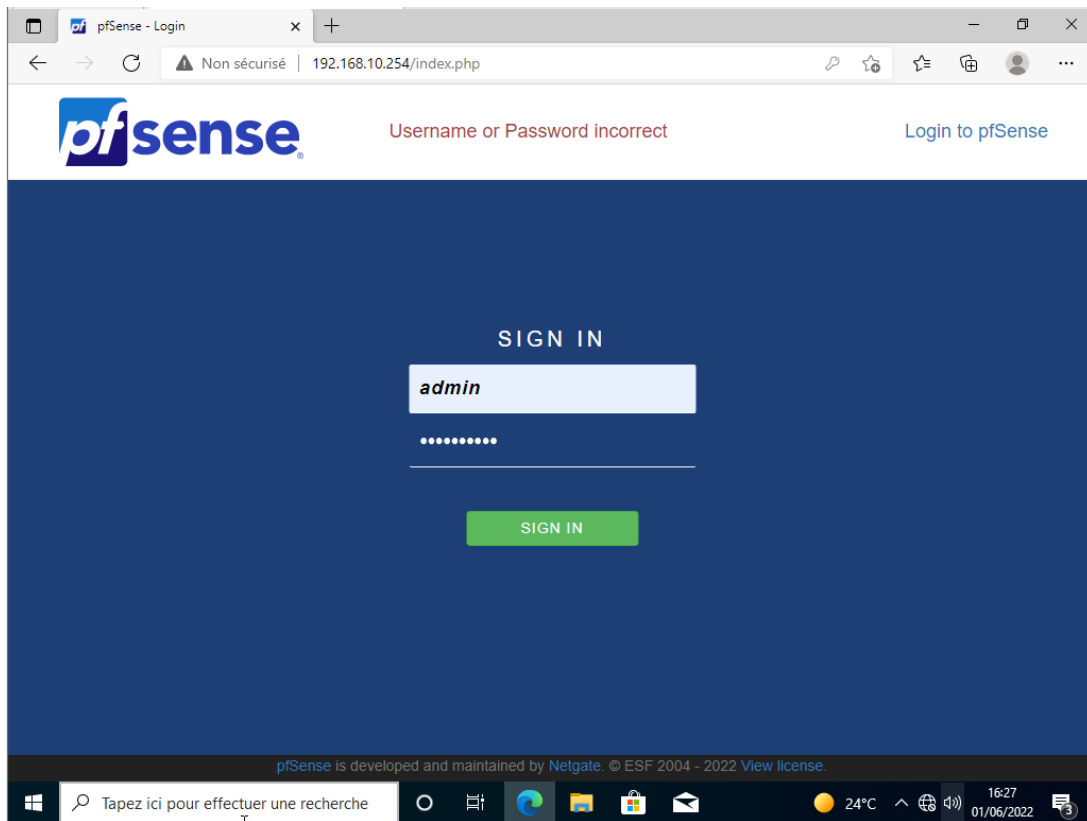 pfSense - Login
Non sécurisé | 192.168.10.254/index.php
pfsense
Username or Password incorrect
Login to pfSense
SIGN IN
admin
••••••••••
SIGN IN
pfSense is developed and maintained by Netgate. © ESF 2004 - 2022 View license.
Tapez ici pour effectuer une recherche
24°C
16:27
01/06/2022
3